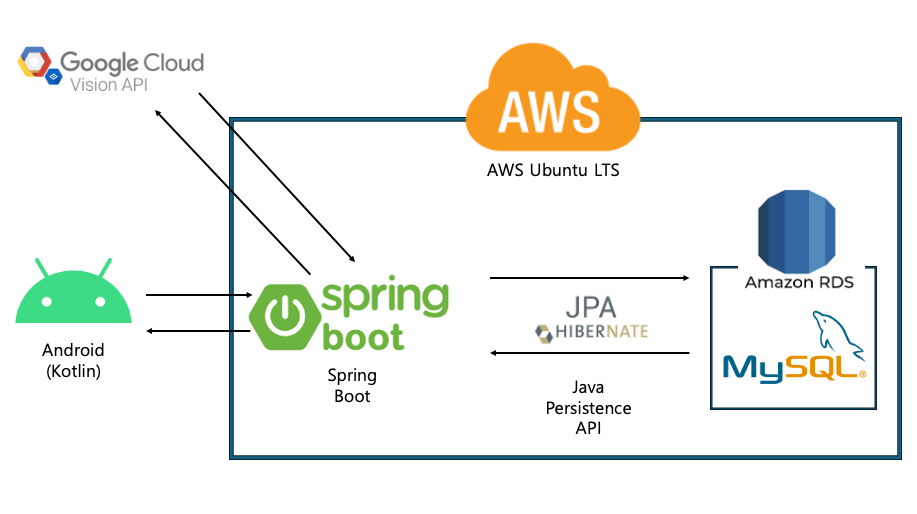 Google Cloud
Vision API
AWS
AWS Ubuntu LTS
Amazon RDS
spring
boot
JPA
HIBERNATE
MySQL®
Android
(Kotlin)
Spring
Boot
Java
Persistence
API